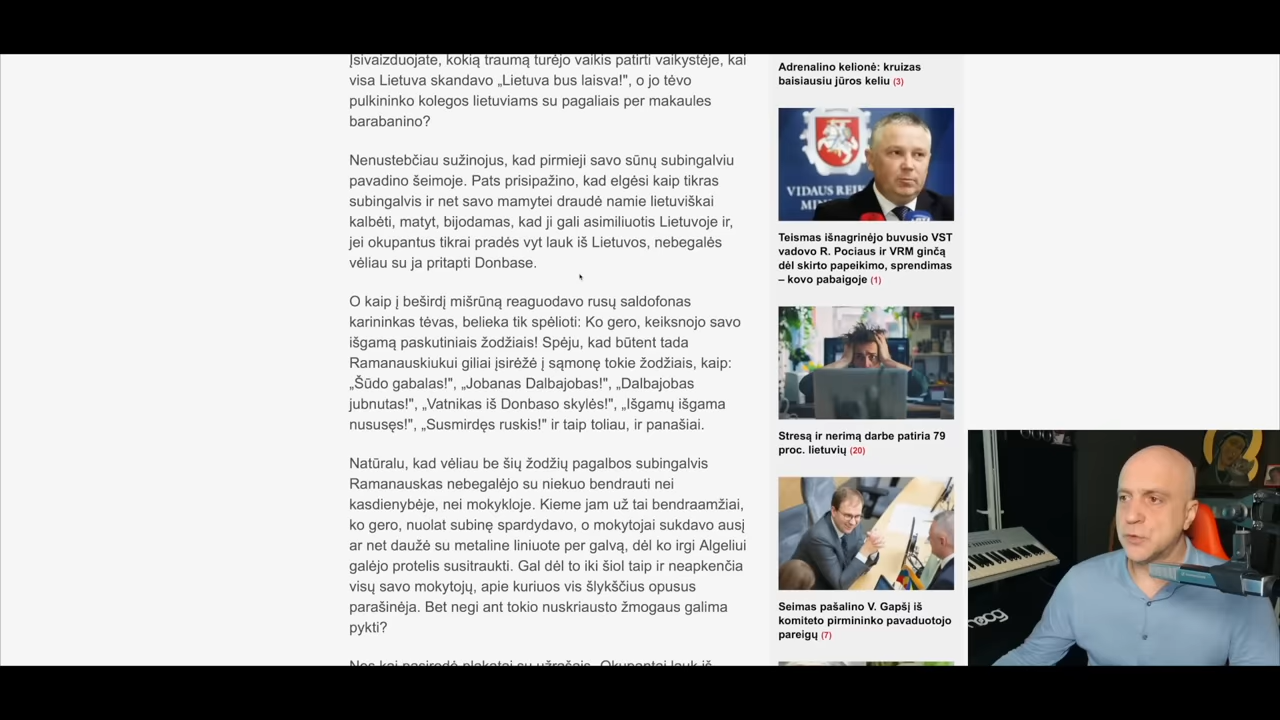 Įsivaizduojate, kokią traumą turėjo vaikis patirti vaikystėje, kai
visa Lietuva skandavo „Lietuva bus laisva!", o jo tėvo
pulkininko kolegos lietuviams su pagaliais per makaules
barabanino?
Nenustebčiau sužinojus, kad pirmieji savo sūnų subingalviu
pavadino šeimoje. Pats prisipažino, kad elgėsi kaip tikras
subingalvis ir net savo mamytei draudė namie lietuviškai
kalbėti, matyt, bijodamas, kad ji gali asimiliuotis Lietuvoje ir,
jei okupantus tikrai pradės vyt lauk iš Lietuvos, nebegalės
vėliau su ja pritapti Donbase.
O kaip į beširdį mišrūną reaguodavo rusų saldofonas
karininkas tėvas, belieka tik spėlioti: Ko gero, keiksnojo savo
išgamą paskutiniais žodžiais! Spėju, kad būtent tada
Ramanauskiukui giliai įsirėžė į sąmonę tokie žodžiais, kaip:
„Šūdo gabalas!", „Jobanas Dalbajobas!", „Dalbajobas
jubnutas!", „Vatnikas iš Donbaso skylės!", „Išgamų išgama
nususęs!", „Susmirdęs ruskis!" ir taip toliau, ir panašiai.
Natūralu, kad vėliau be šių žodžių pagalbos subingalvis
Ramanauskas nebegalėjo su niekuo bendrauti nei
kasdienybėje, nei mokykloje. Kieme jam už tai bendraamžiai,
ko gero, nuolat subinę spardydavo, o mokytojai sukdavo ausį
ar net daužė su metaline liniuote per galvą, dėl ko irgi Algeliui
galėjo protelis susitraukti. Gal dėl to iki šiol taip ir neapkenčia
visų savo mokytojų, apie kuriuos vis šlykščius opusus
parašinėja. Bet negi ant tokio nuskriausto žmogaus galima
pykti?
Adrenalino kelionė: kruizas
baisiausiu jūros keliu (3)
VIDAUS REI
MIN
Teismas išnagrinėjo buvusio VST
vadovo R. Pociaus ir VRM ginčą
dėl skirto papeikimo, sprendimas
– kovo pabaigoje (1)
Stresą ir nerimą darbe patiria 79
proc. lietuvių (20)
Seimas pašalino V. Gapšį iš
komiteto pirmininko pavaduotojo
pareigų (7)
moog